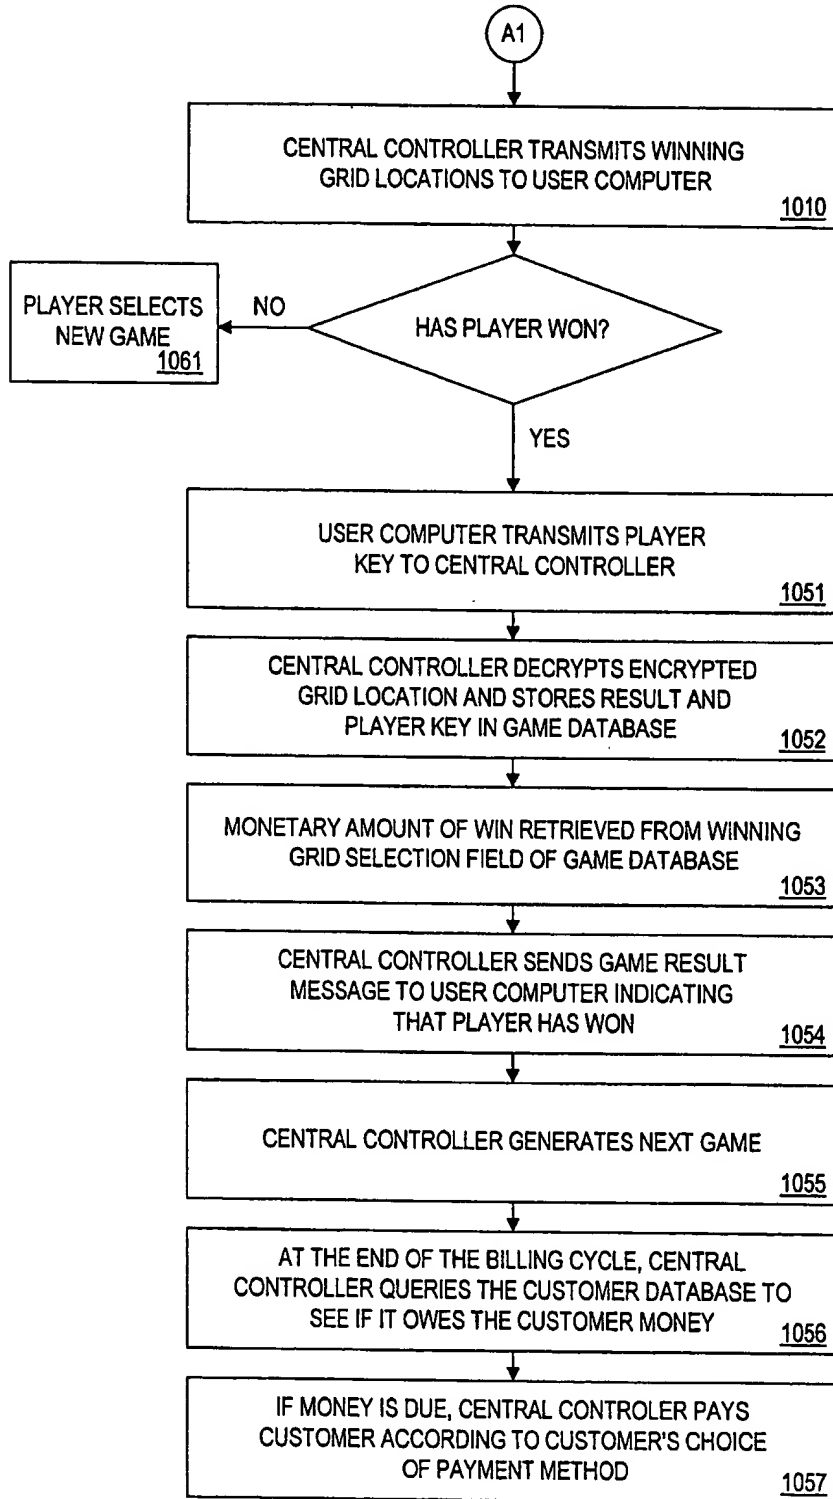 A1
CENTRAL CONTROLLER TRANSMITS WINNING
GRID LOCATIONS TO USER COMPUTER
1010
PLAYER SELECTS
NEW GAME
1061
NO
HAS PLAYER WON?
YES
USER COMPUTER TRANSMITS PLAYER
KEY TO CENTRAL CONTROLLER
1051
CENTRAL CONTROLLER DECRYPTS ENCRYPTED
GRID LOCATION AND STORES RESULT AND
PLAYER KEY IN GAME DATABASE
1052
MONETARY AMOUNT OF WIN RETRIEVED FROM WINNING
GRID SELECTION FIELD OF GAME DATABASE
1053
CENTRAL CONTROLLER SENDS GAME RESULT
MESSAGE TO USER COMPUTER INDICATING
THAT PLAYER HAS WON
1054
CENTRAL CONTROLLER GENERATES NEXT GAME
1055
AT THE END OF THE BILLING CYCLE, CENTRAL
CONTROLLER QUERIES THE CUSTOMER DATABASE TO
SEE IF IT OWES THE CUSTOMER MONEY
1056
IF MONEY IS DUE, CENTRAL CONTROLER PAYS
CUSTOMER ACCORDING TO CUSTOMER'S CHOICE
OF PAYMENT METHOD
1057